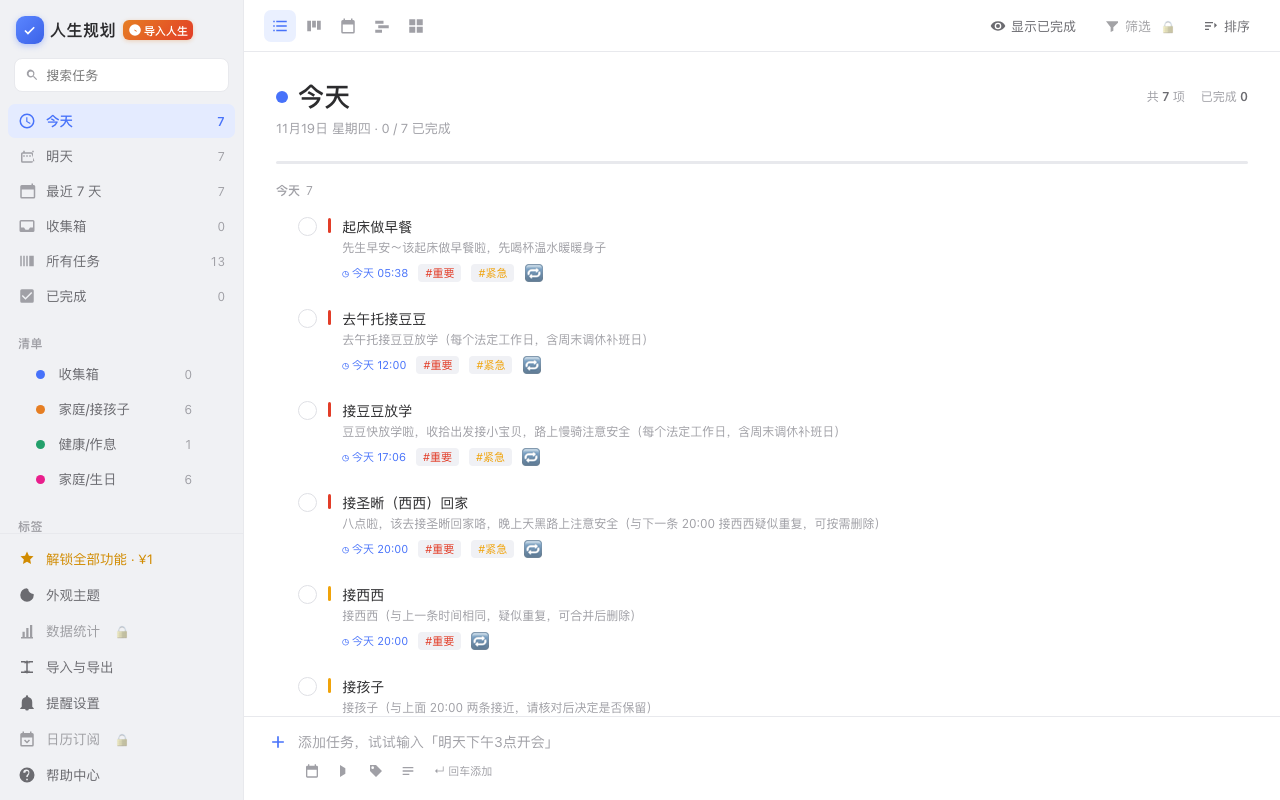 人生规划 导入人生
搜索任务
今天 7
明天 7
最近 7 天 7
收集箱 0
所有任务 13
已完成 0
清单
收集箱 0
家庭/接孩子 6
健康/作息 1
家庭/生日 6
标签
解锁全部功能 · ¥1
外观主题
数据统计
导入与导出
提醒设置
日历订阅
帮助中心
显示已完成 筛选 排序
今天
共 7 项 已完成 0
11月19日 星期四 · 0 / 7 已完成
今天 7
起床做早餐
先生早安～该起床做早餐啦，先喝杯温水暖暖身子
今天 05:38 #重要 #紧急
去午托接豆豆
去午托接豆豆放学（每个法定工作日，含周末调休补班日）
今天 12:00 #重要 #紧急
接豆豆放学
豆豆快放学啦，收拾出发接小宝贝，路上慢骑注意安全（每个法定工作日，含周末调休补班日）
今天 17:06 #重要 #紧急
接圣晰（西西）回家
八点啦，该去接圣晰回家咯，晚上天黑路上注意安全（与下一条 20:00 接西西疑似重复，可按需删除）
今天 20:00 #重要 #紧急
接西西
接西西（与上一条时间相同，疑似重复，可合并后删除）
今天 20:00 #重要
接孩子
接孩子（与上面 20:00 两条接近，请核对后决定是否保留）
添加任务，试试输入「明天下午3点开会」
↵ 回车添加